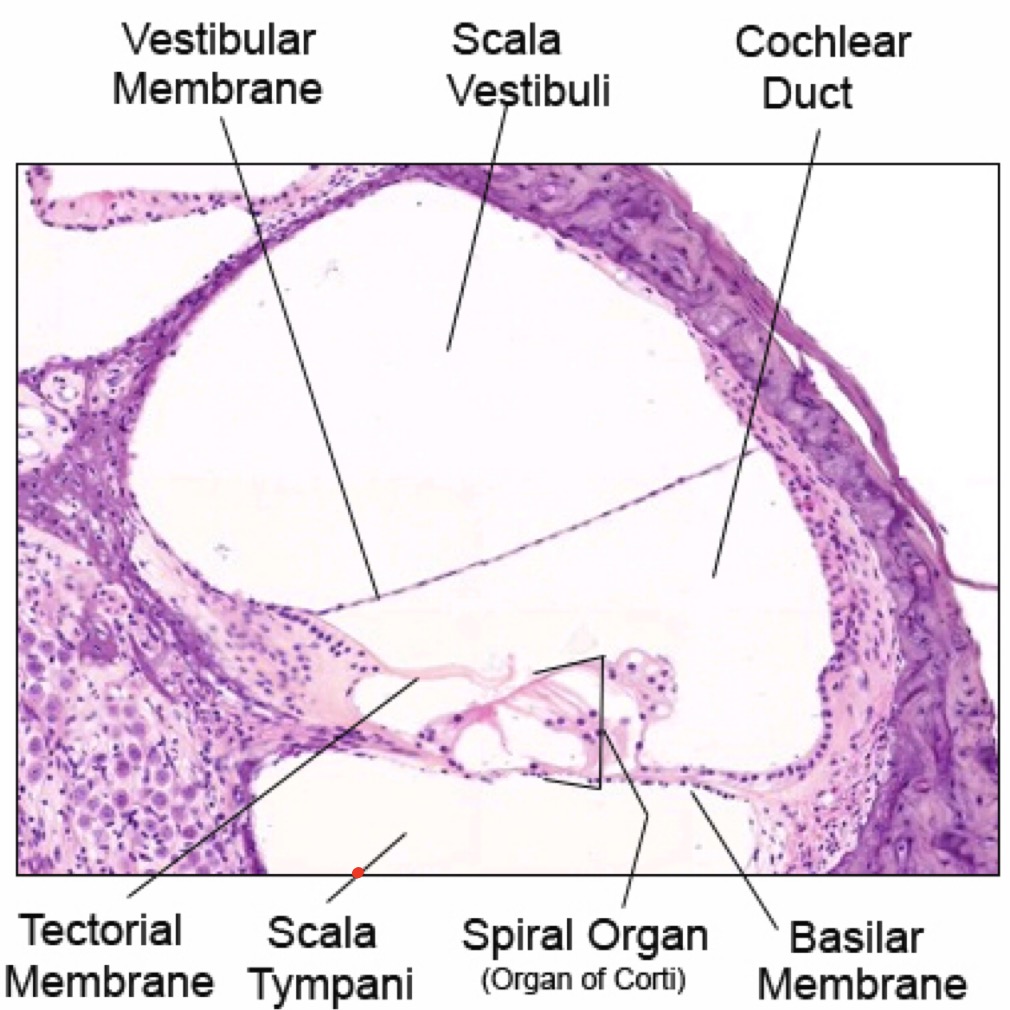 Vestibular
Membrane
Scala
Vestibuli
Cochlear
Duct
Tectorial
Membrane
Scala
Tympani
Spiral Organ
(Organ of Corti)
Basilar
Membrane